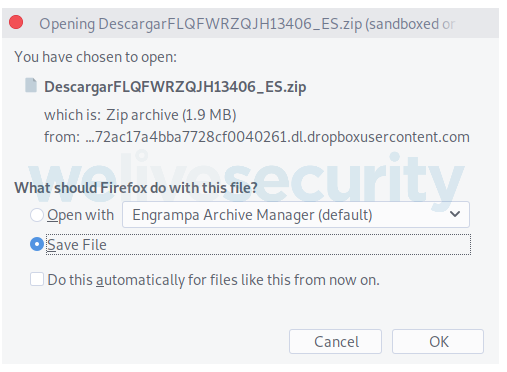 Opening DescargarFLQFWRZQJH13406_ES.zip (sandboxed or
You have chosen to open:
DescargarFLQFWRZQJH13406_ES.zip
which is: Zip archive (1.9 MB)
from: ...72ac17a4bba7728cf0040261.dl.dropboxusercontent.com
welivesecurity
What should Firefox do with this file?
Open with Engrampa Archive Manager (default)
Save File
Do this automatically for files like this from now on.
Cancel OK